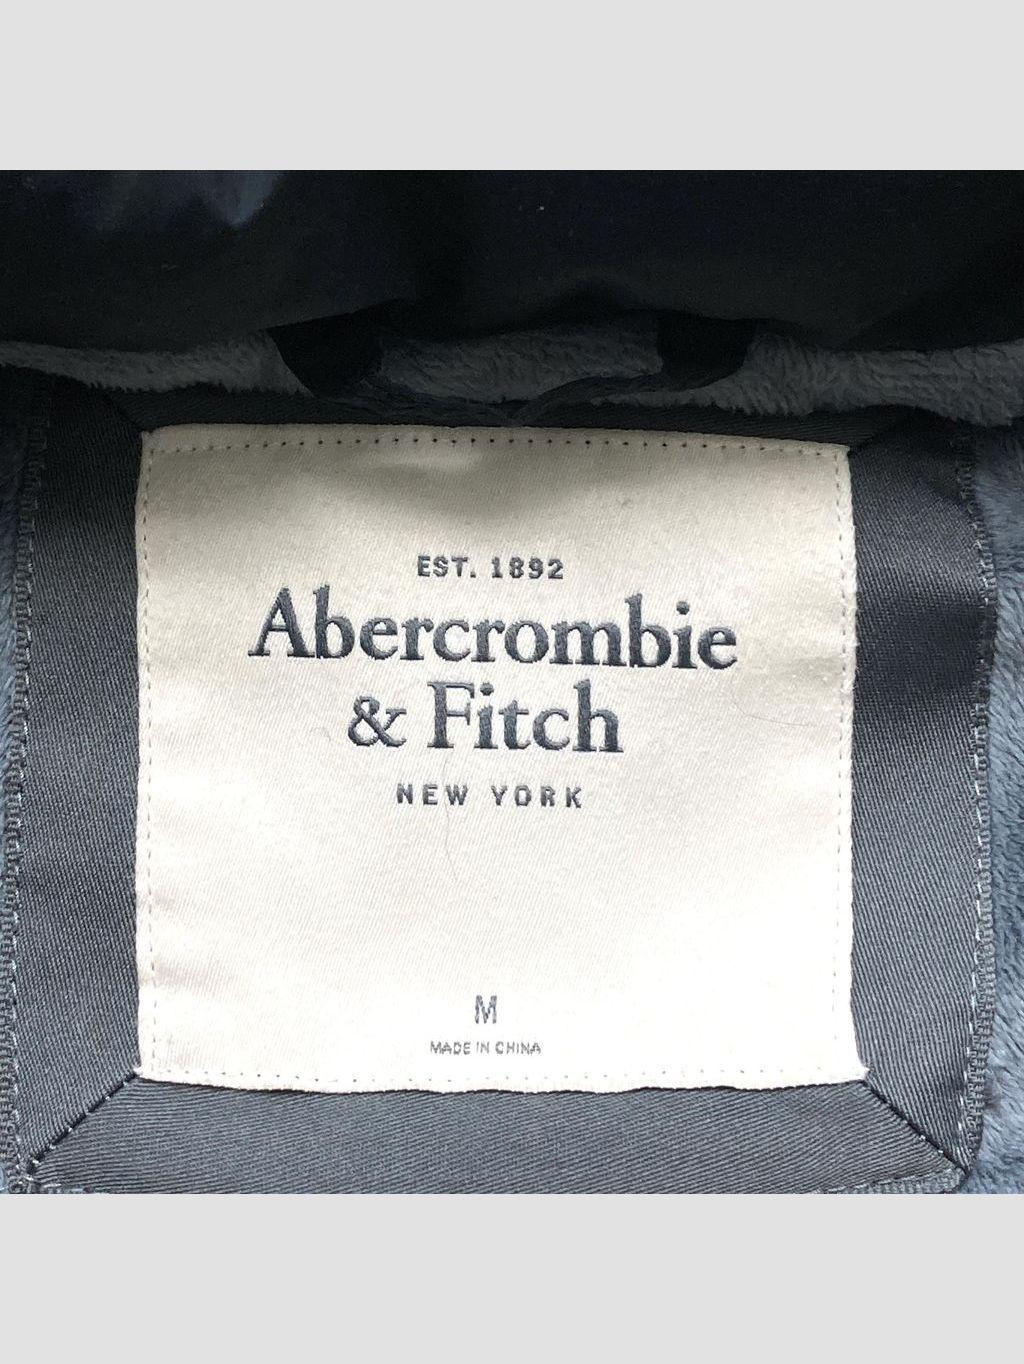 EST. 1892
Abercrombie
& Fitch
NEW YORK
M
MADE IN CHINA